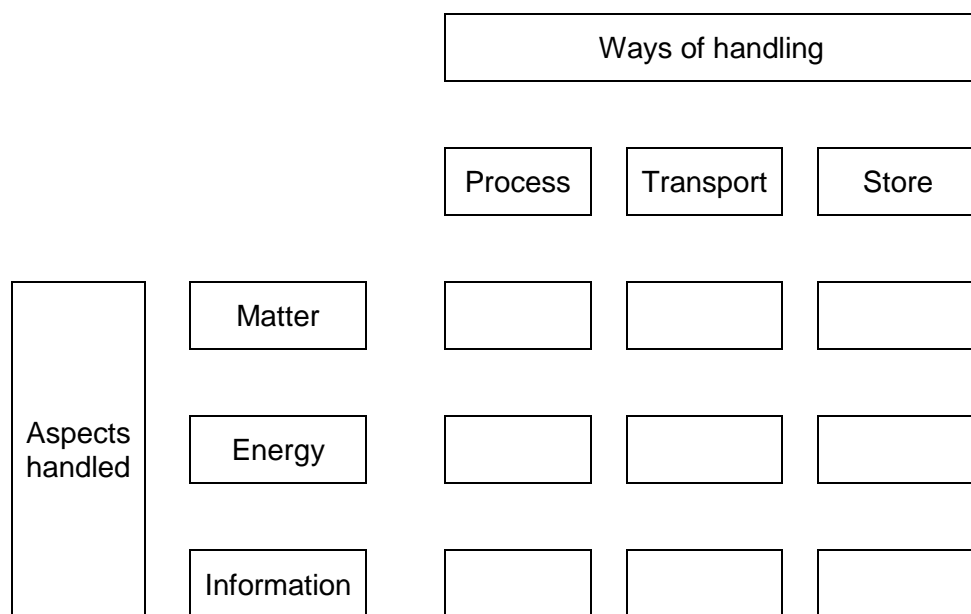 Ways of handling
Process
Transport
Store
Matter
Aspects
handled
Energy
Information